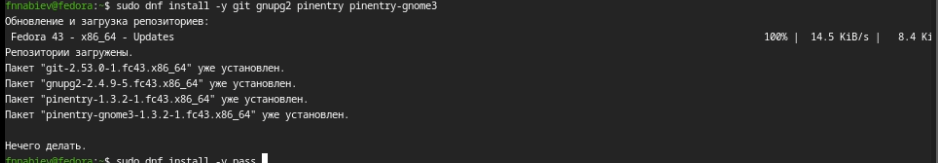 fnnabiev@fedora:~$ sudo dnf install -y git gnupg2 pinentry pinentry-gnome3
Обновление и загрузка репозиториев:
Fedora 43 - x86_64 - Updates 100% | 14.5 KiB/s | 8.4 Ki
Репозитории загружены.
Пакет "git-2.53.0-1.fc43.x86_64" уже установлен.
Пакет "gnupg2-2.4.9-5.fc43.x86_64" уже установлен.
Пакет "pinentry-1.3.2-1.fc43.x86_64" уже установлен.
Пакет "pinentry-gnome3-1.3.2-1.fc43.x86_64" уже установлен.
Нечего делать.
fnnabiev@fedora:~$ sudo dnf install -y pass